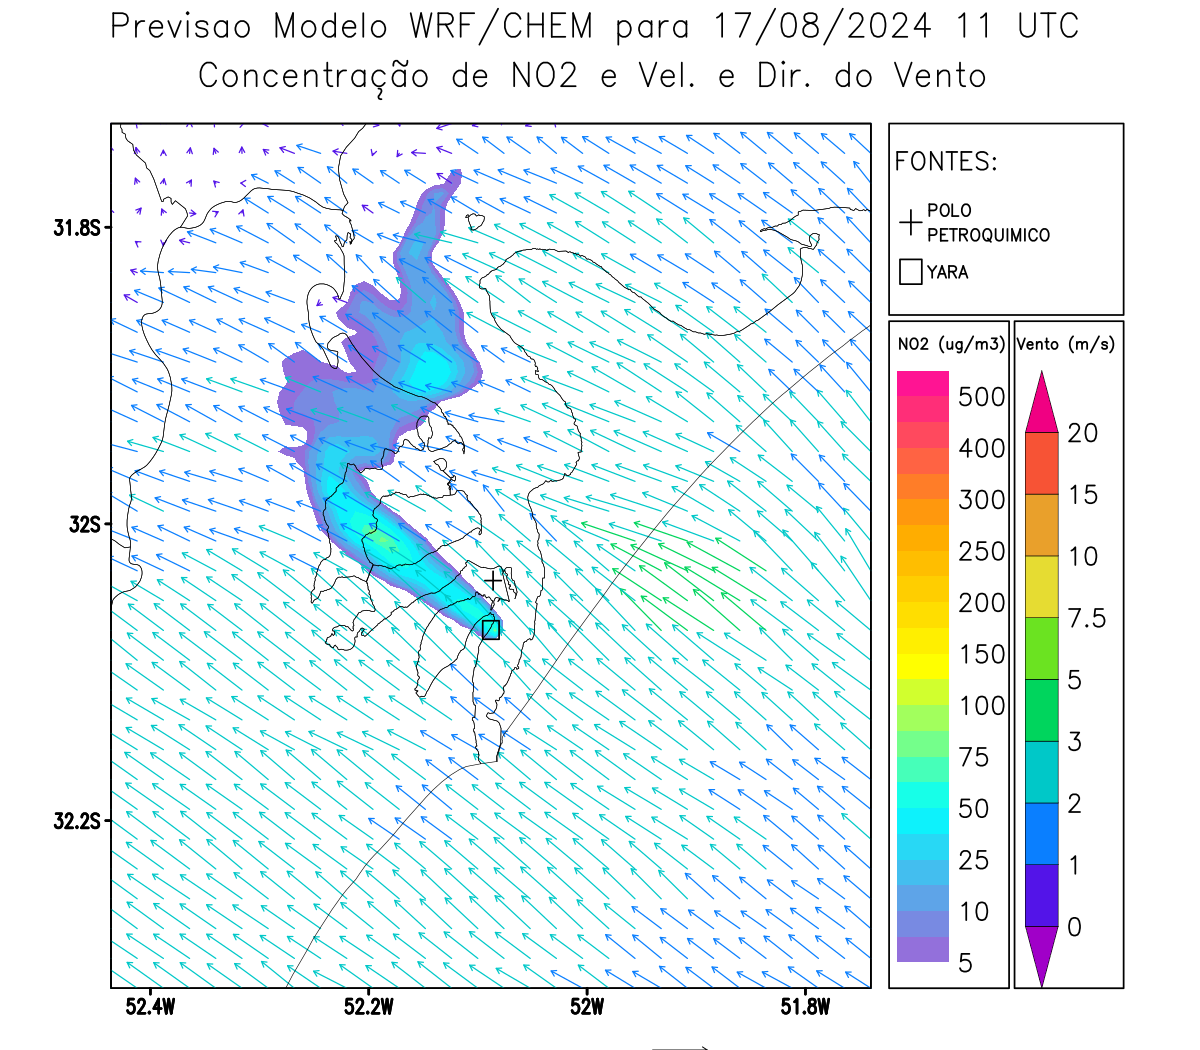 Previsao Modelo WRF/CHEM para 17/08/2024 11 UTC
Concentração de NO2 e Vel. e Dir. do Vento
FONTES:
POLO
PETROQUIMICO
YARA
NO2 (ug/m3)
500
400
300
250
200
150
100
75
50
25
10
5
Vento (m/s)
20
15
10
7.5
5
3
2
1
0
31.8S
32S
32.2S
52.4W
52.2W
52W
51.8W